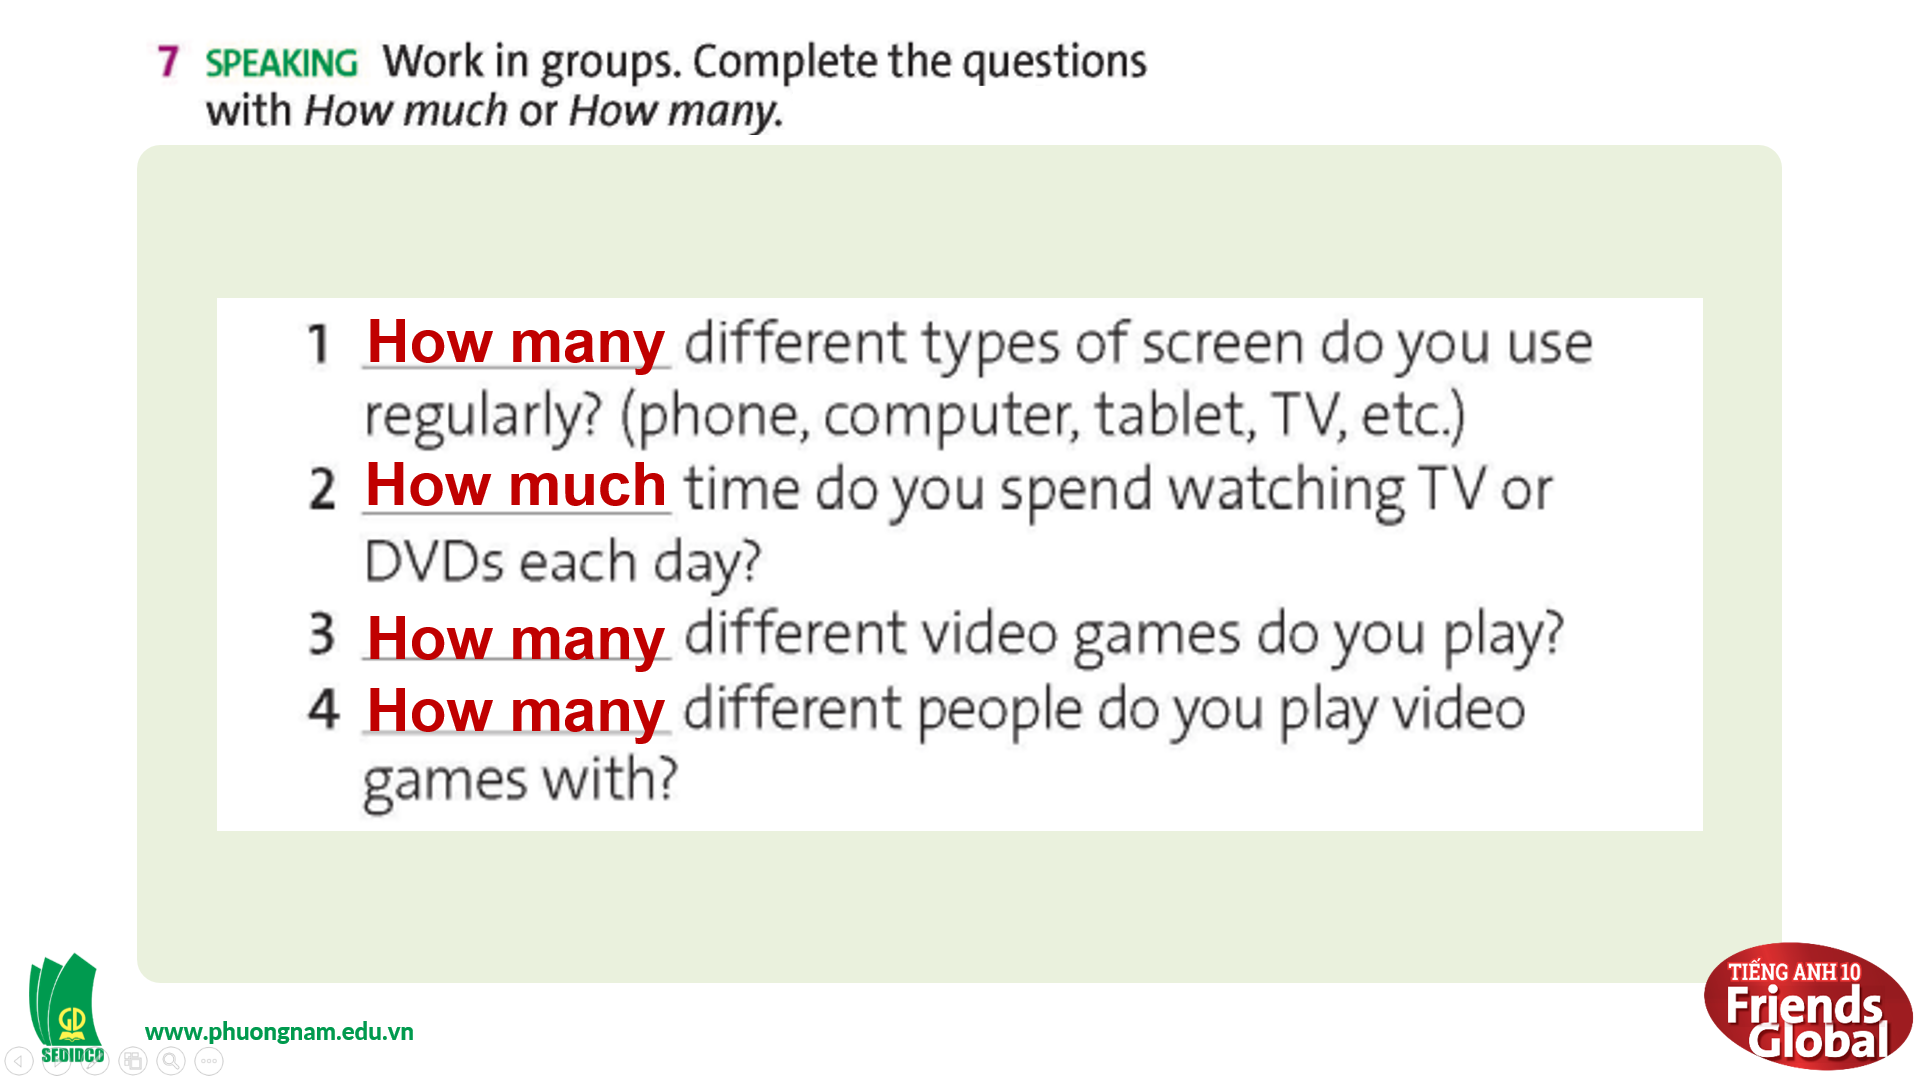 7 SPEAKING Work in groups. Complete the questions
with How much or How many.
1 How many different types of screen do you use
regularly? (phone, computer, tablet, TV, etc.)
2 How much time do you spend watching TV or
DVDs each day?
3 How many different video games do you play?
4 How many different people do you play video
games with?
GD
SEDIDCO
www.phuongnam.edu.vn
TIẾNG ANH 10
Friends
Global